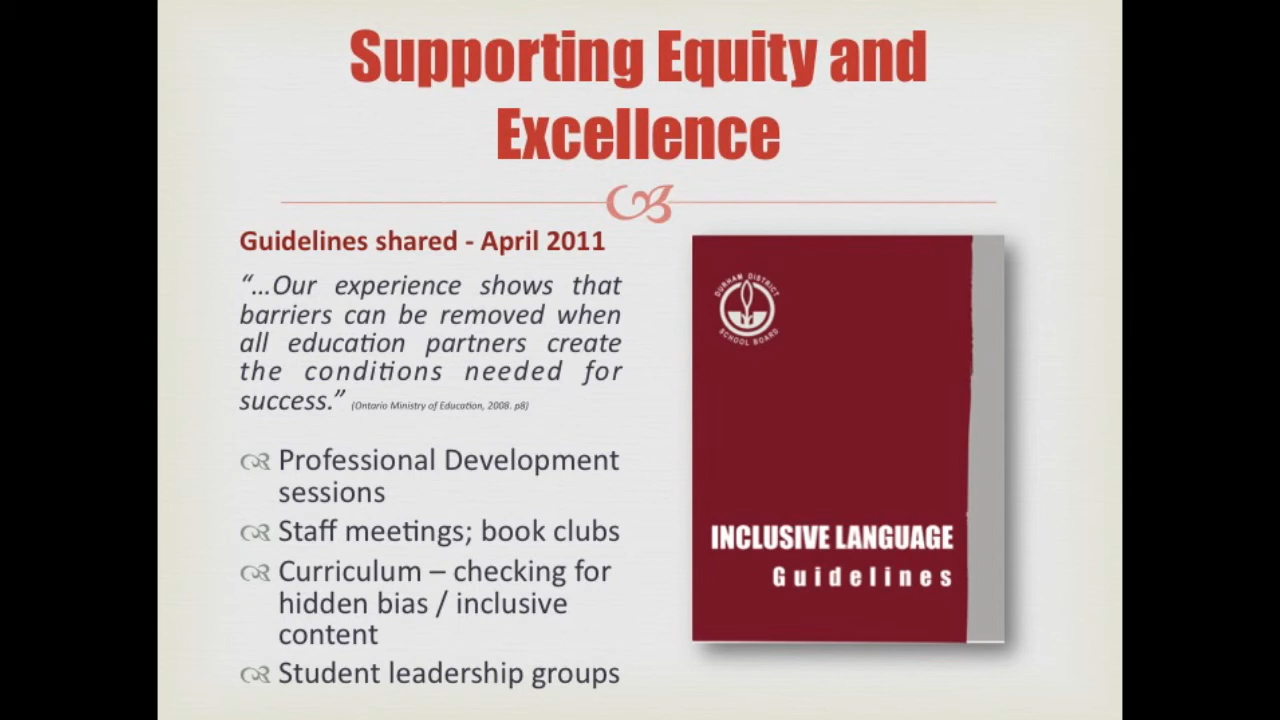 Supporting Equity and
Excellence
Guidelines shared - April 2011
“...Our experience shows that
barriers can be removed when
all education partners create
the conditions needed for
success.” (Ontario Ministry of Education, 2008. p8)
Professional Development
sessions
Staff meetings; book clubs
Curriculum – checking for
hidden bias / inclusive
content
Student leadership groups
DURHAM DISTRICT
SCHOOL BOARD
INCLUSIVE LANGUAGE
Guidelines